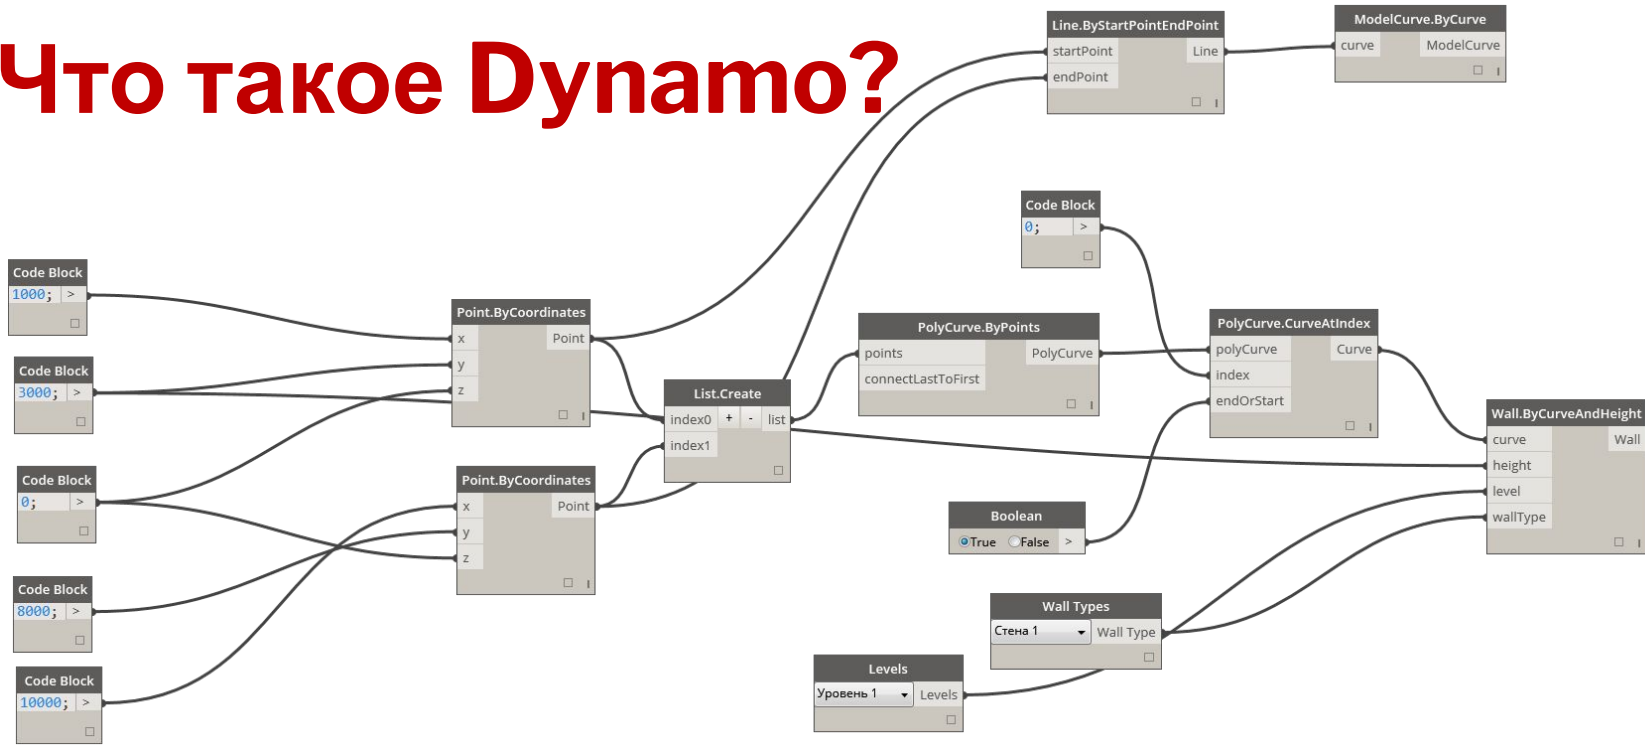 Что такое Dynamo?
Line.ByStartPointEndPoint
startPoint Line
endPoint
ModelCurve.ByCurve
curve ModelCurve
Code Block
0; >
Code Block
1000; >
Point.ByCoordinates
x Point
y
z
PolyCurve.ByPoints
points PolyCurve
connectLastToFirst
PolyCurve.CurveAtIndex
polyCurve Curve
index
endOrStart
Code Block
3000; >
List.Create
index0 + - list
index1
Wall.ByCurveAndHeight
curve Wall
height
level
wallType
Code Block
0; >
Point.ByCoordinates
x Point
y
z
Boolean
True False >
Code Block
8000; >
Wall Types
Стена 1 Wall Type
Code Block
10000; >
Levels
Уровень 1 Levels